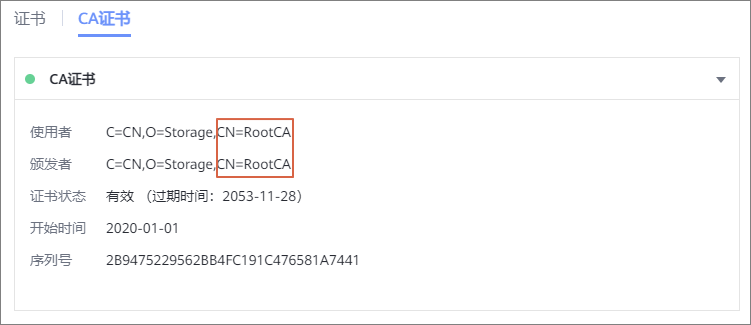 证书 CA证书
CA证书
使用者 C=CN,O=Storage,CN=RootCA
颁发者 C=CN,O=Storage,CN=RootCA
证书状态 有效 （过期时间：2053-11-28）
开始时间 2020-01-01
序列号 2B9475229562BB4FC191C476581A7441